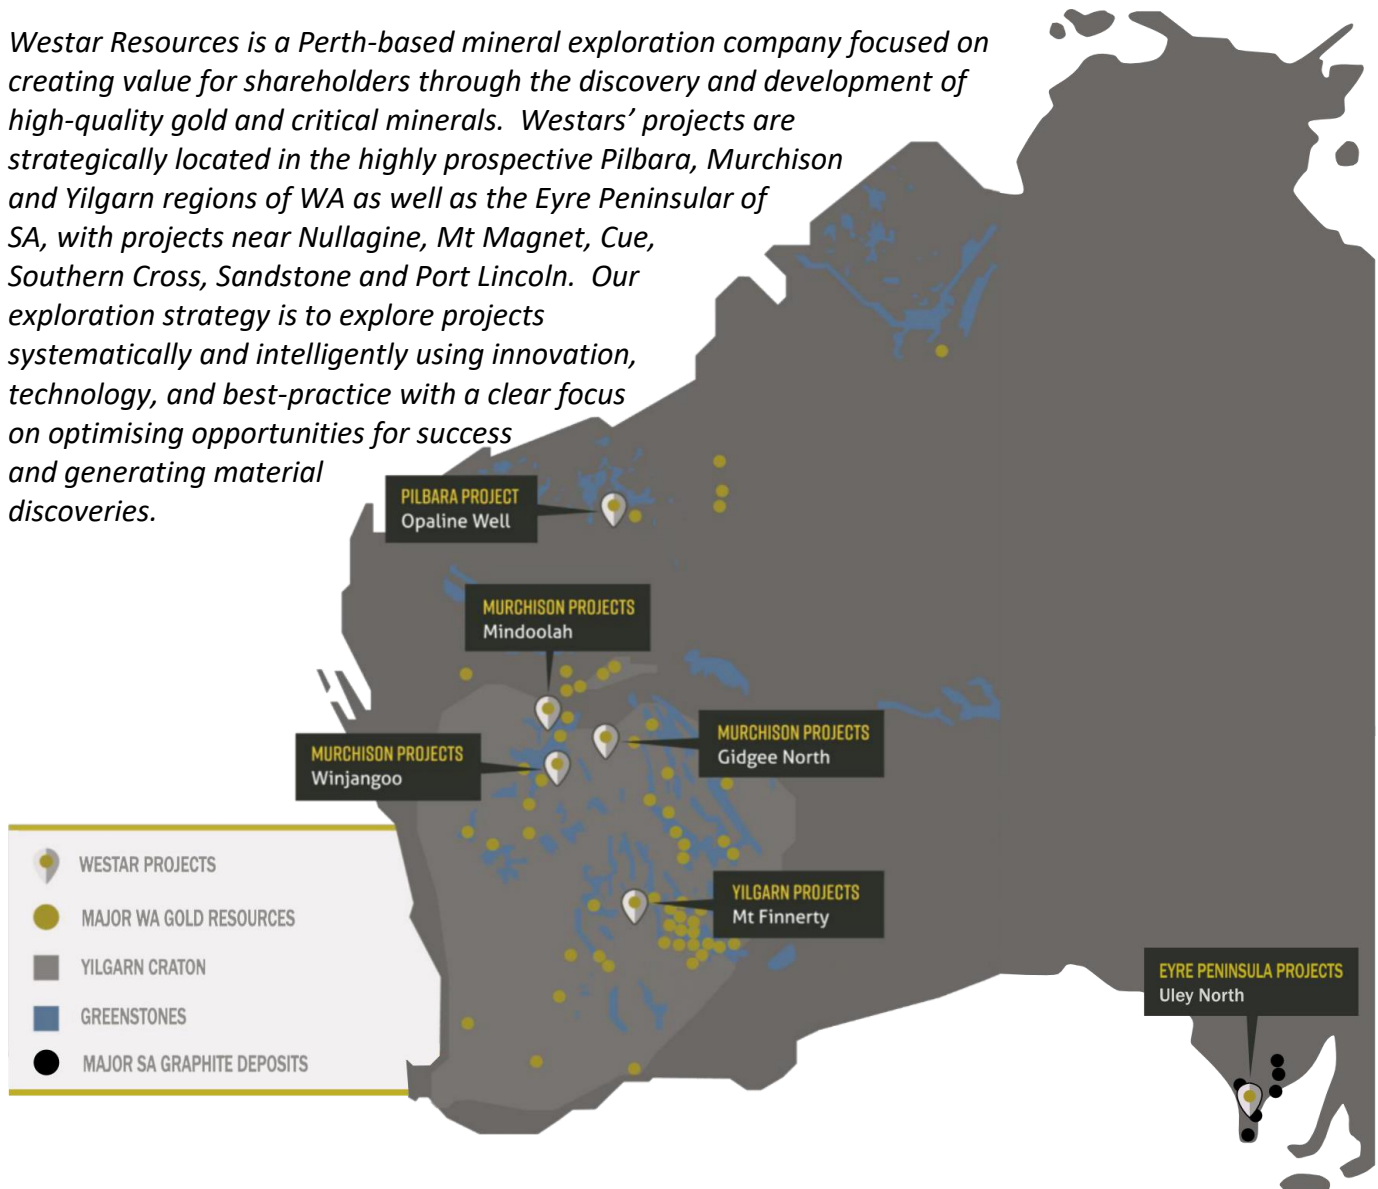 Westar Resources is a Perth-based mineral exploration company focused on
creating value for shareholders through the discovery and development of
high-quality gold and critical minerals.  Westars’ projects are
strategically located in the highly prospective Pilbara, Murchison
and Yilgarn regions of WA as well as the Eyre Peninsular of
SA, with projects near Nullagine, Mt Magnet, Cue,
Southern Cross, Sandstone and Port Lincoln.  Our
exploration strategy is to explore projects
systematically and intelligently using innovation,
technology, and best-practice with a clear focus
on optimising opportunities for success
and generating material
discoveries.
PILBARA PROJECT
Opaline Well
MURCHISON PROJECTS
Mindoolah
MURCHISON PROJECTS
Gidgee North
MURCHISON PROJECTS
Winjangoo
YILGARN PROJECTS
Mt Finnerty
EYRE PENINSULA PROJECTS
Uley North
WESTAR PROJECTS
MAJOR WA GOLD RESOURCES
YILGARN CRATON
GREENSTONES
MAJOR SA GRAPHITE DEPOSITS